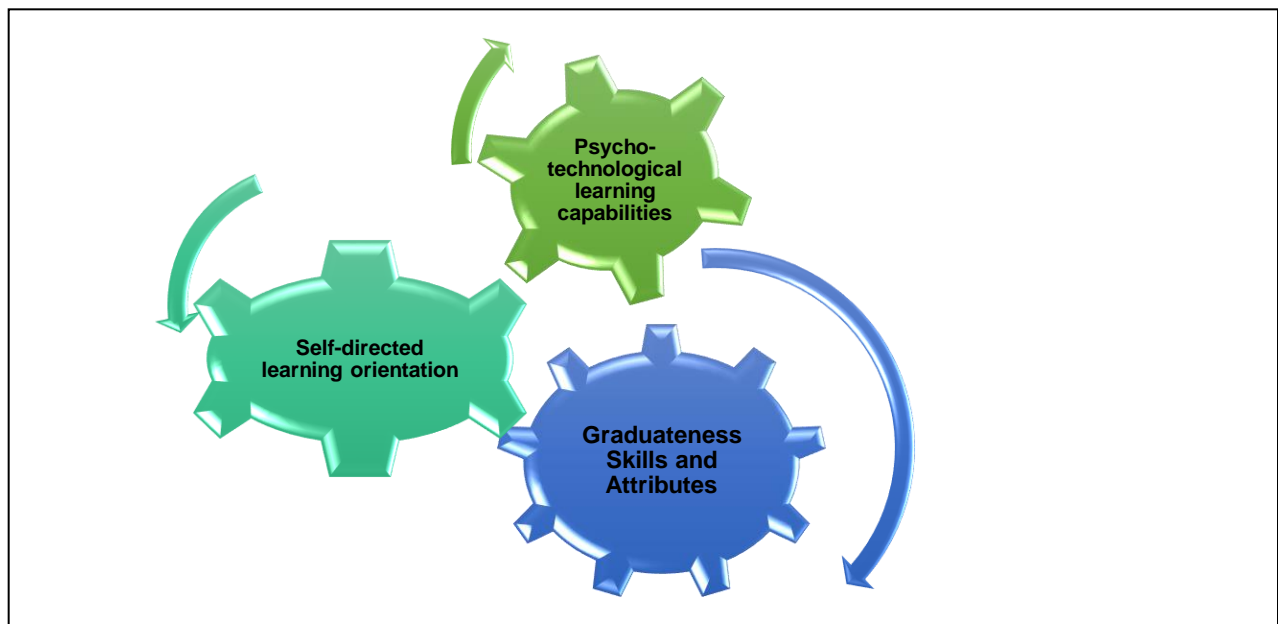 Psycho-
technological
learning
capabilities
Self-directed
learning orientation
Graduateness
Skills and
Attributes